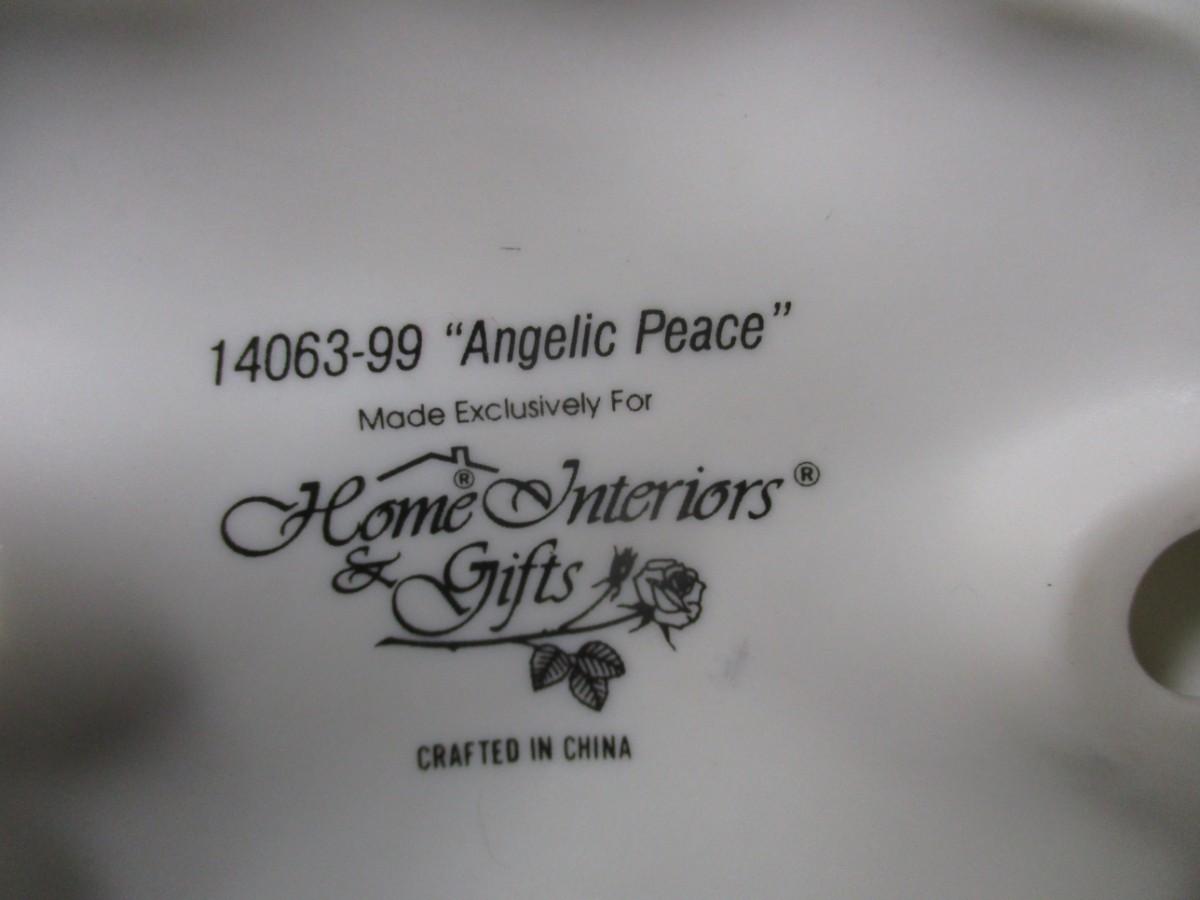 14063-99 “Angelic Peace”
Made Exclusively For
Home® Interiors®
& Gifts
CRAFTED IN CHINA